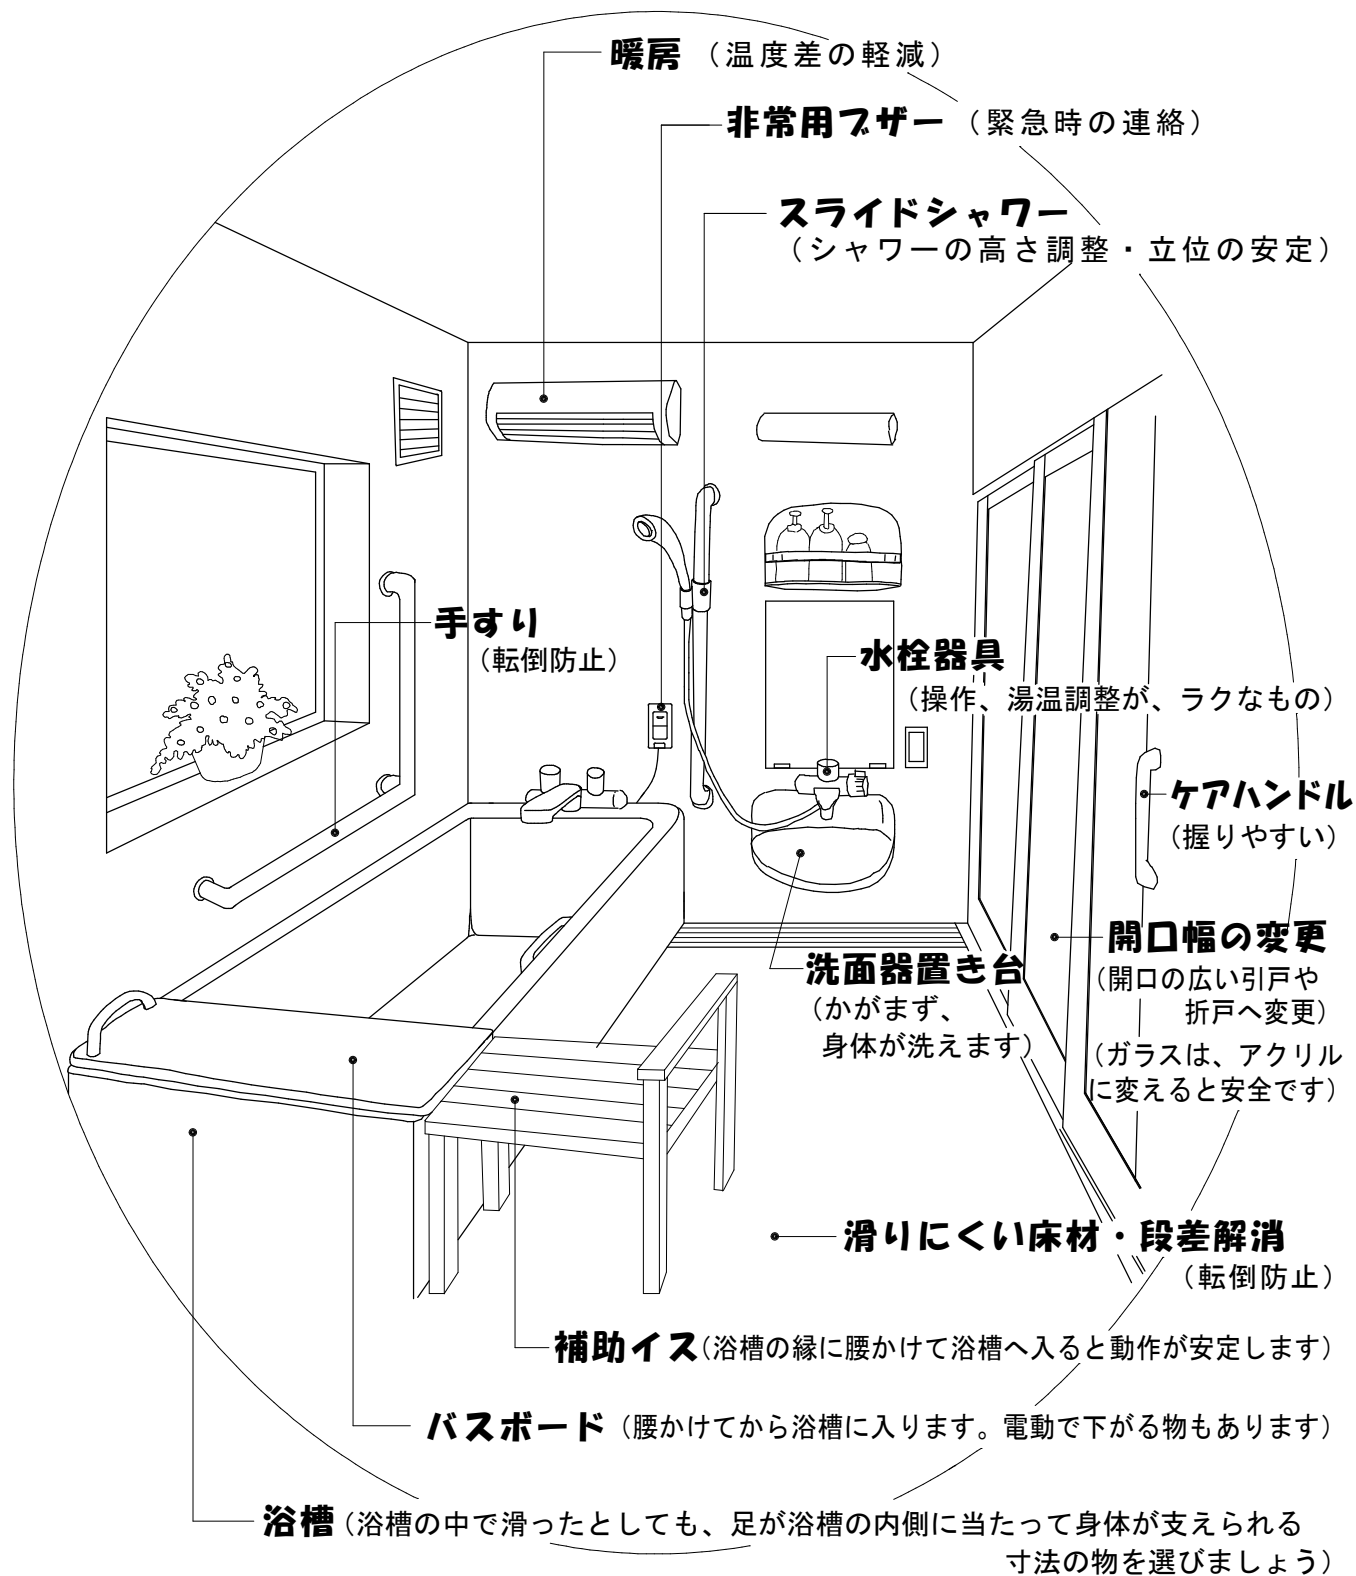 暖房（温度差の軽減）
非常用ブザー（緊急時の連絡）
スライドシャワー
（シャワーの高さ調整・立位の安定）
手すり
（転倒防止）
水栓器具
（操作、湯温調整が、ラクなもの）
ケアハンドル
（握りやすい）
開口幅の変更
（開口の広い引戸や
折戸へ変更）
（ガラスは、アクリル
に変えると安全です）
洗面器置き台
（かがまず、
身体が洗えます）
滑りにくい床材・段差解消
（転倒防止）
補助イス（浴槽の縁に腰かけて浴槽へ入ると動作が安定します）
バスボード（腰かけてから浴槽に入ります。電動で下がる物もあります）
浴槽（浴槽の中で滑ったとしても、足が浴槽の内側に当たって身体が支えられる
寸法の物を選びましょう）